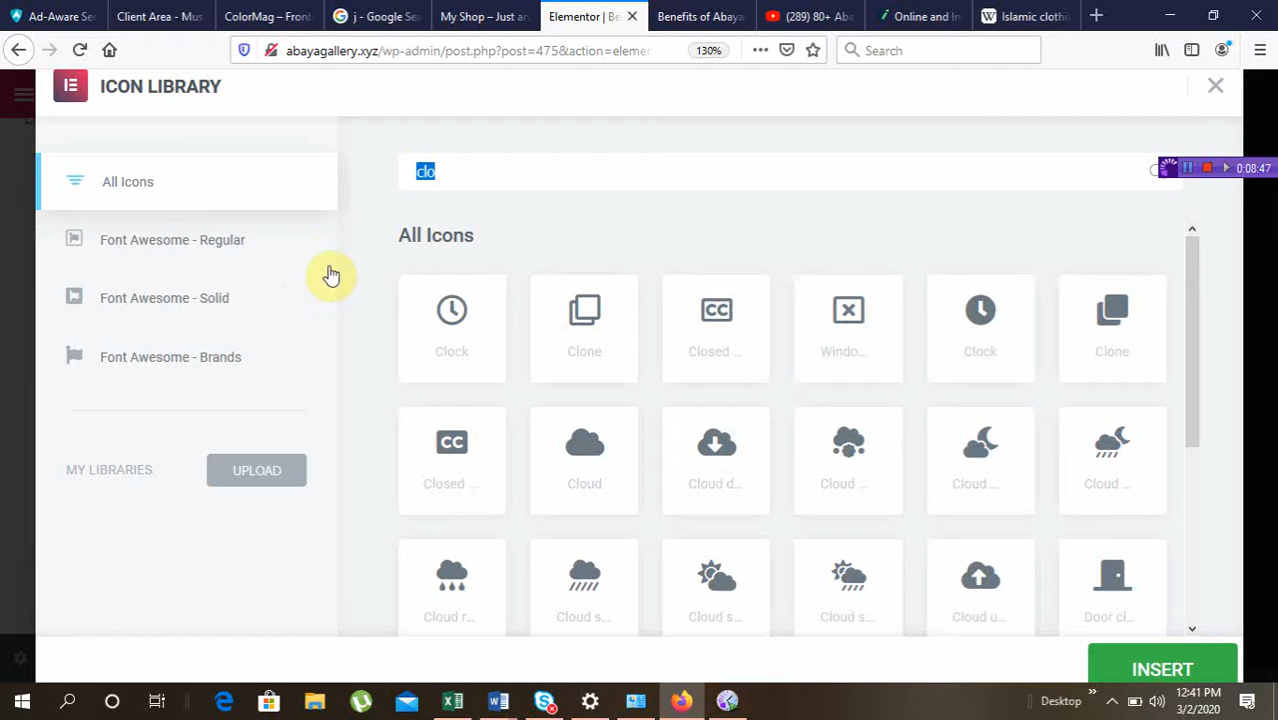 Ad-Aware Sec
Client Area - Mus
ColorMag – Front
j - Google Sea
My Shop – Just an
Elementor | Be
Benefits of Abaya
(289) 80+ Aba
Online and In
Islamic clothi
abayagallery.xyz/wp-admin/post.php?post=475&action=elemen
130%
Search
ICON LIBRARY
All Icons
Font Awesome - Regular
Font Awesome - Solid
Font Awesome - Brands
MY LIBRARIES
UPLOAD
clo
0:08:47
All Icons
Clock
Clone
Closed ...
Windo...
Clock
Clone
Closed ...
Cloud
Cloud d...
Cloud ...
Cloud ...
Cloud ...
Cloud r...
Cloud s...
Cloud s...
Cloud s...
Cloud u...
Door cl...
INSERT
Desktop
12:41 PM
3/2/2020